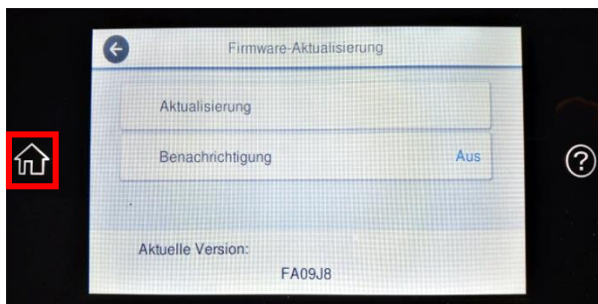 Firmware-Aktualisierung
Aktualisierung
Benachrichtigung Aus
?
Aktuelle Version:
FA09J8